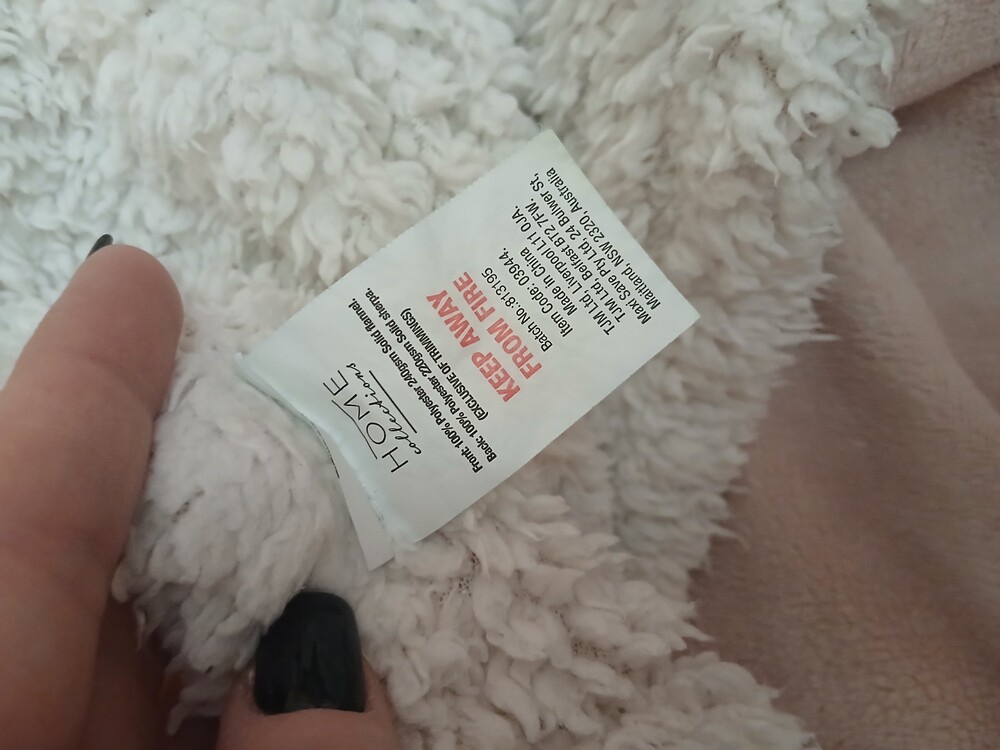 HOME
collections
Front: 100% Polyester 240gsm Solid flannel.
Back: 100% Polyester 220gsm Solid sherpa.
(EXCLUSIVE OF TRIMMINGS)
KEEP AWAY
FROM FIRE
Batch No.:813195
Item Code: 03944.
Made in China
TJM Ltd. Liverpool L11 0JA.
TJM Ltd Belfast BT2 7FW.
Maxi Save Pty Ltd, 24 Bulwer St,
Maitland, NSW 2320, Australia